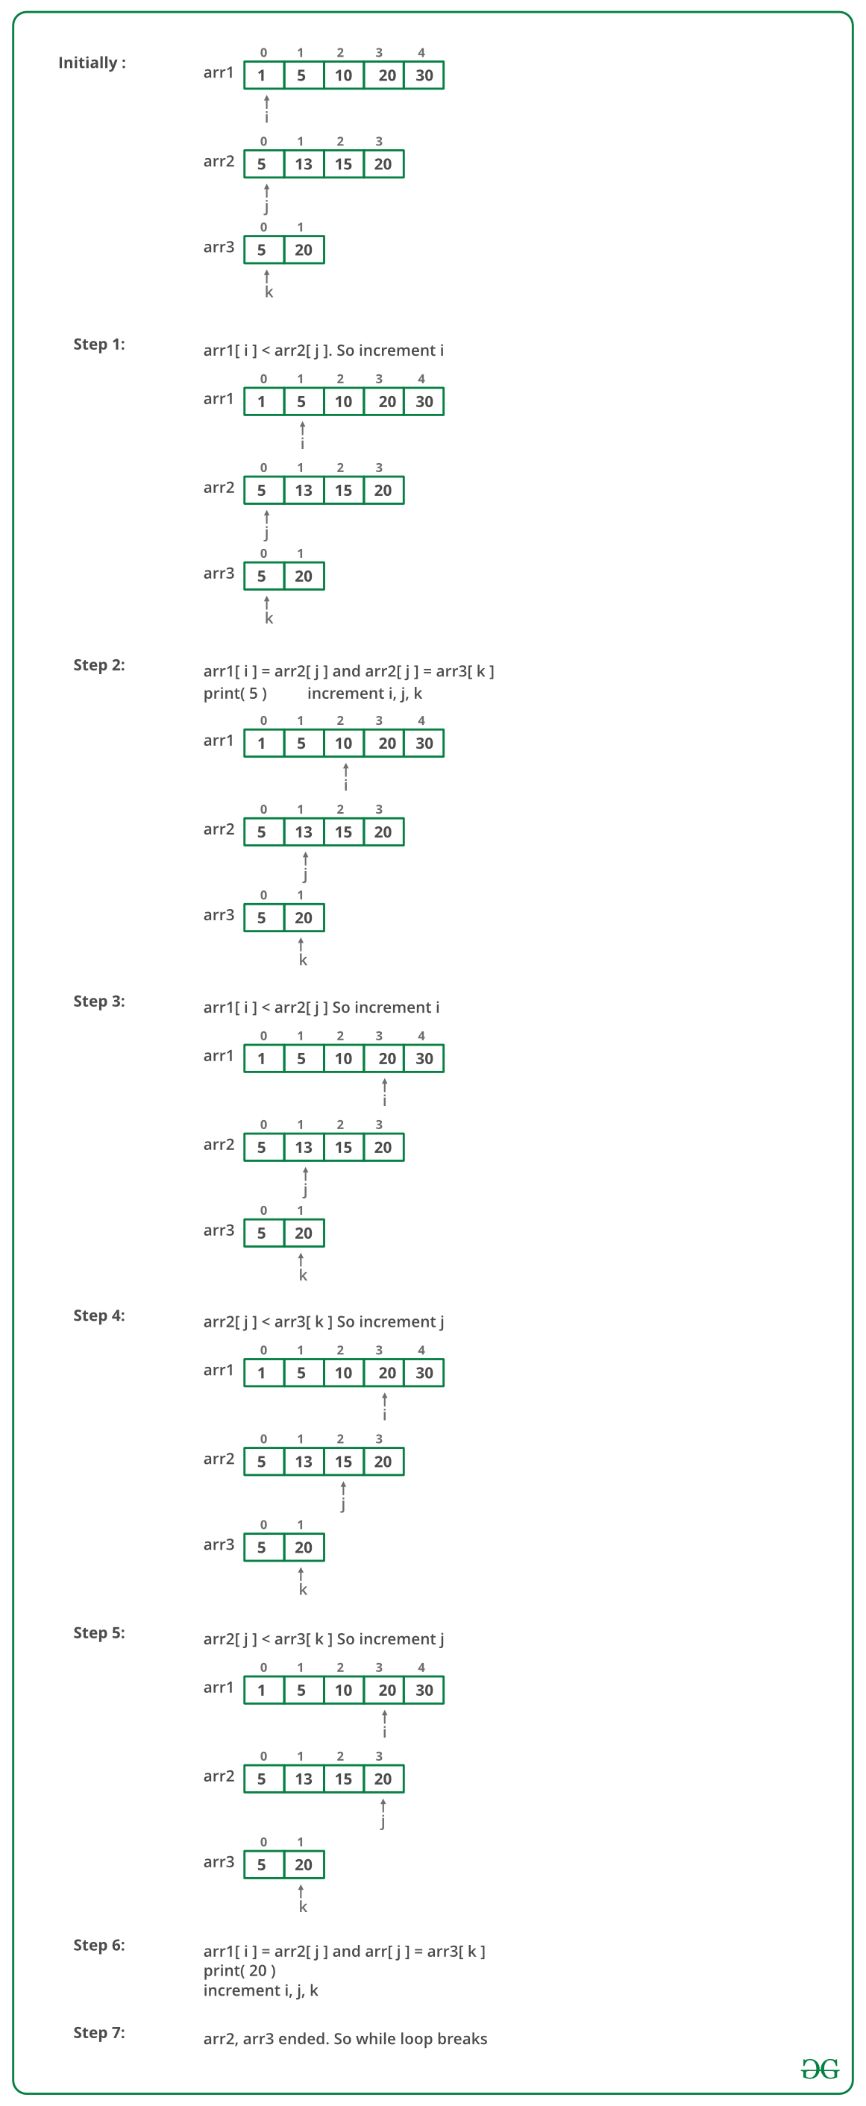 Initially :
0 1 2 3 4
arr1 1 5 10 20 30
i
0 1 2 3
arr2 5 13 15 20
j
0 1
arr3 5 20
k
Step 1:
arr1[ i ] < arr2[ j ]. So increment i
0 1 2 3 4
arr1 1 5 10 20 30
i
0 1 2 3
arr2 5 13 15 20
j
0 1
arr3 5 20
k
Step 2:
arr1[ i ] = arr2[ j ] and arr2[ j ] = arr3[ k ]
print( 5 ) increment i, j, k
0 1 2 3 4
arr1 1 5 10 20 30
i
0 1 2 3
arr2 5 13 15 20
j
0 1
arr3 5 20
k
Step 3:
arr1[ i ] < arr2[ j ] So increment i
0 1 2 3 4
arr1 1 5 10 20 30
i
0 1 2 3
arr2 5 13 15 20
j
0 1
arr3 5 20
k
Step 4:
arr2[ j ] < arr3[ k ] So increment j
0 1 2 3 4
arr1 1 5 10 20 30
i
0 1 2 3
arr2 5 13 15 20
j
0 1
arr3 5 20
k
Step 5:
arr2[ j ] < arr3[ k ] So increment j
0 1 2 3 4
arr1 1 5 10 20 30
i
0 1 2 3
arr2 5 13 15 20
j
0 1
arr3 5 20
k
Step 6:
arr1[ i ] = arr2[ j ] and arr[ j ] = arr3[ k ]
print( 20 )
increment i, j, k
Step 7:
arr2, arr3 ended. So while loop breaks